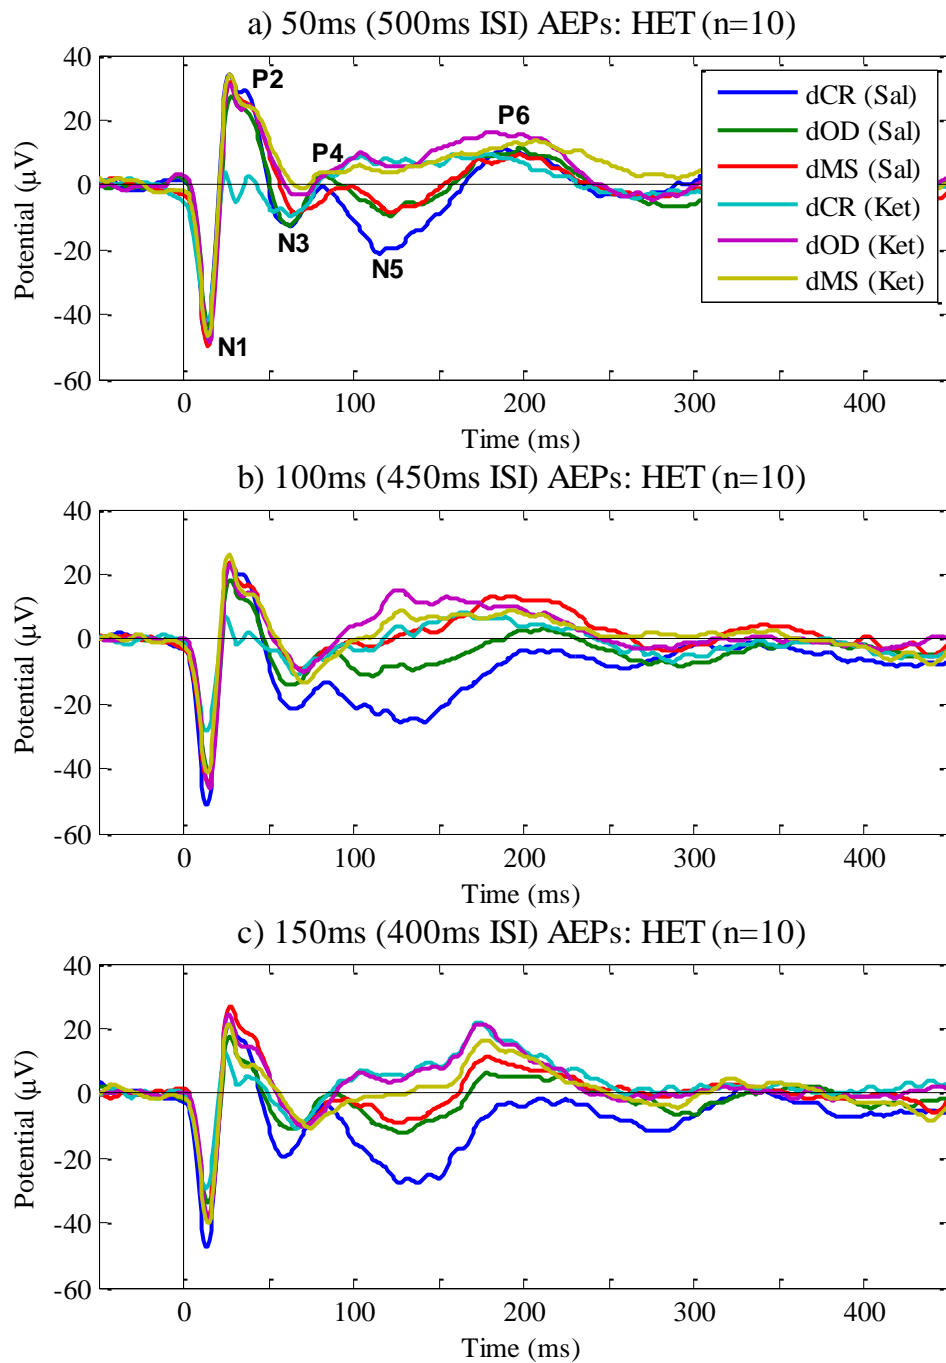 a) 50ms (500ms ISI) AEPs: HET (n=10)
40
20
0
-20
-40
-60
Potential (µV)
P2
P4
P6
N3
N5
N1
dCR (Sal)
dOD (Sal)
dMS (Sal)
dCR (Ket)
dOD (Ket)
dMS (Ket)
0 100 200 300 400
Time (ms)
b) 100ms (450ms ISI) AEPs: HET (n=10)
40
20
0
-20
-40
-60
Potential (µV)
0 100 200 300 400
Time (ms)
c) 150ms (400ms ISI) AEPs: HET (n=10)
40
20
0
-20
-40
-60
Potential (µV)
0 100 200 300 400
Time (ms)